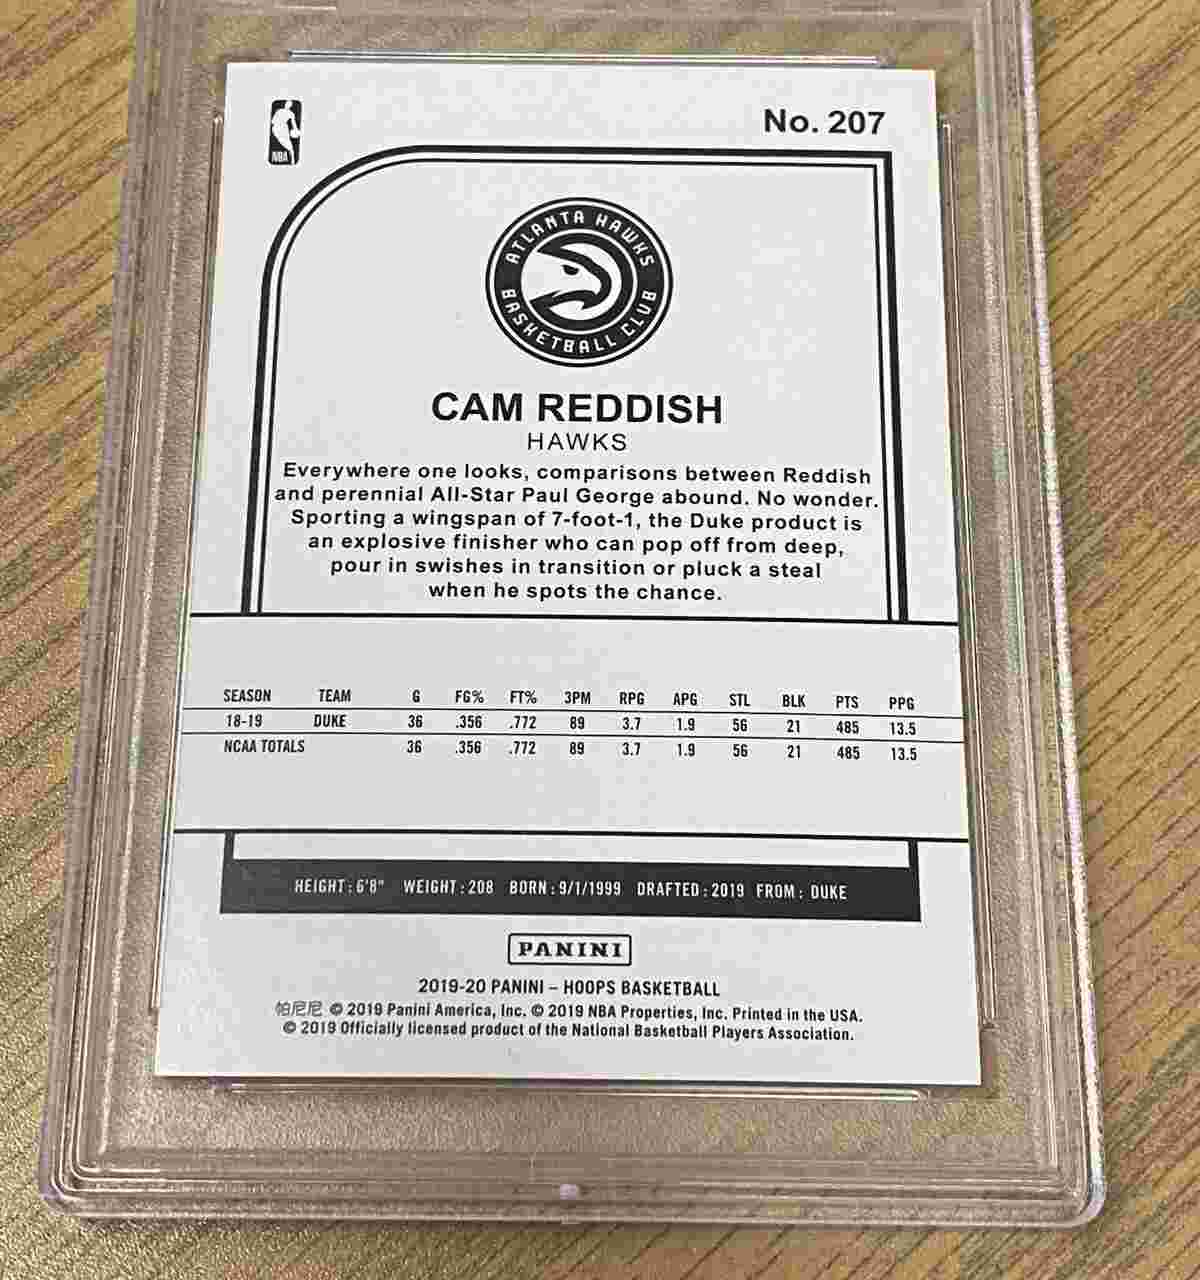 No. 207
NBA
ATLANTA HAWKS
BASKETBALL CLUB
CAM REDDISH
HAWKS
Everywhere one looks, comparisons between Reddish
and perennial All-Star Paul George abound. No wonder.
Sporting a wingspan of 7-foot-1, the Duke product is
an explosive finisher who can pop off from deep,
pour in swishes in transition or pluck a steal
when he spots the chance.
SEASON TEAM G FG% FT% 3PM RPG APG STL BLK PTS PPG
18-19 DUKE 36 .356 .772 89 3.7 1.9 56 21 485 13.5
NCAA TOTALS 36 .356 .772 89 3.7 1.9 56 21 485 13.5
HEIGHT: 6'8" WEIGHT: 208 BORN: 9/1/1999 DRAFTED: 2019 FROM: DUKE
PANINI
2019-20 PANINI – HOOPS BASKETBALL
帕尼尼 © 2019 Panini America, Inc. © 2019 NBA Properties, Inc. Printed in the USA.
© 2019 Officially licensed product of the National Basketball Players Association.